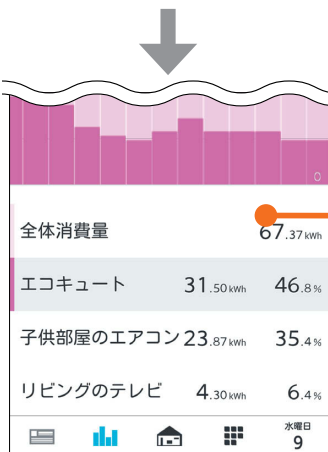 0
全体消費量 67.37kWh
エコキュート 31.50kWh 46.8%
子供部屋のエアコン 23.87kWh 35.4%
リビングのテレビ 4.30kWh 6.4%
水曜日
9